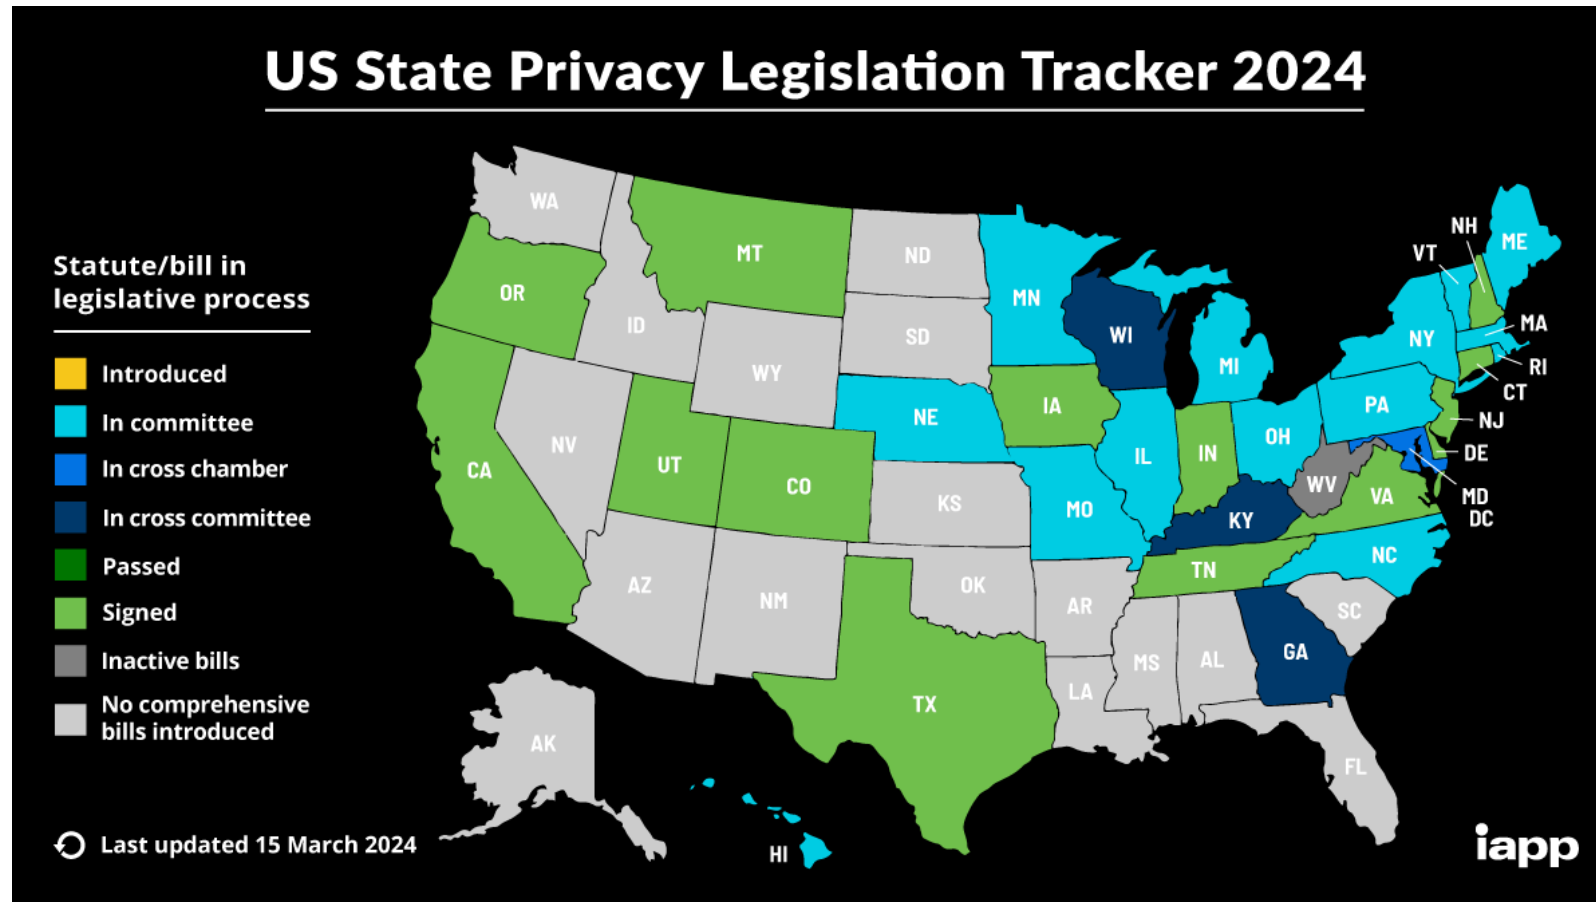 US State Privacy Legislation Tracker 2024
Statute/bill in
legislative process
Introduced
In committee
In cross chamber
In cross committee
Passed
Signed
Inactive bills
No comprehensive
bills introduced
Last updated 15 March 2024
WA
OR
CA
ID
NV
MT
WY
UT
AZ
CO
NM
ND
SD
NE
KS
OK
TX
MN
IA
MO
AR
LA
WI
IL
MI
IN
OH
KY
TN
MS
AL
GA
FL
SC
NC
VA
WV
PA
NY
VT
NH
ME
MA
RI
CT
NJ
DE
MD
DC
AK
HI
iapp